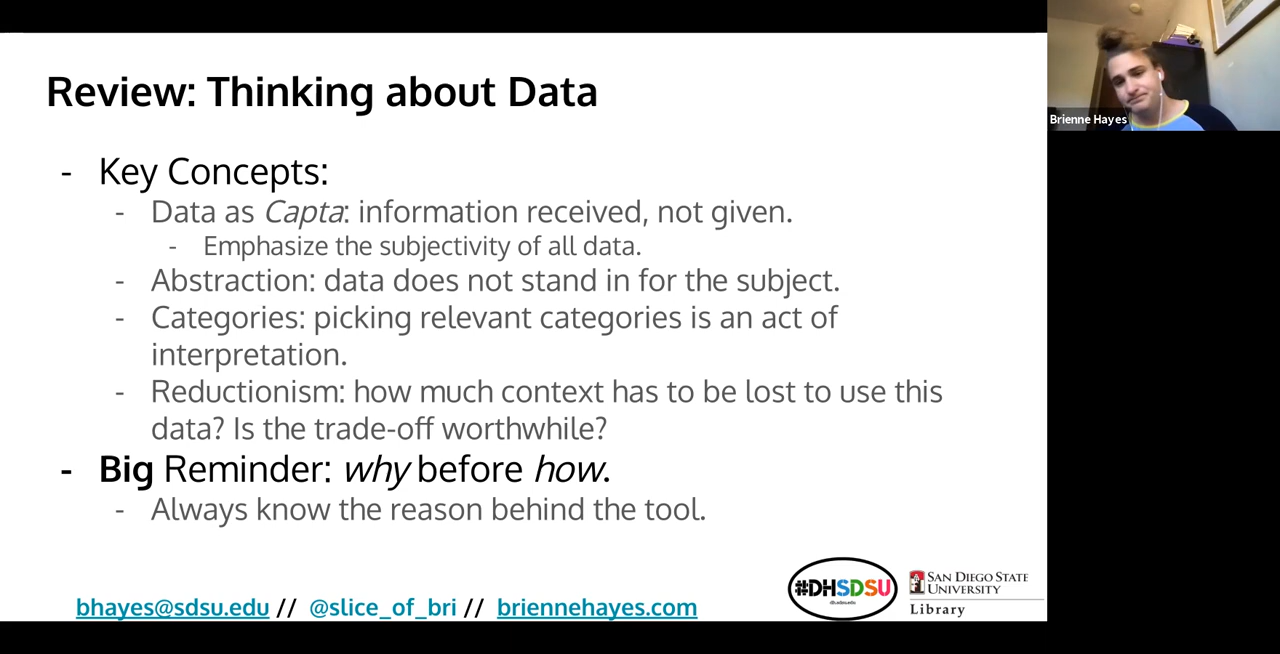 Review: Thinking about Data
- Key Concepts:
- Data as Capta: information received, not given.
- Emphasize the subjectivity of all data.
- Abstraction: data does not stand in for the subject.
- Categories: picking relevant categories is an act of
interpretation.
- Reductionism: how much context has to be lost to use this
data? Is the trade-off worthwhile?
- Big Reminder: why before how.
- Always know the reason behind the tool.
bhayes@sdsu.edu // @slice_of_bri // briennehayes.com
#DHSDSU
SAN DIEGO STATE
UNIVERSITY
Library
Brienne Hayes